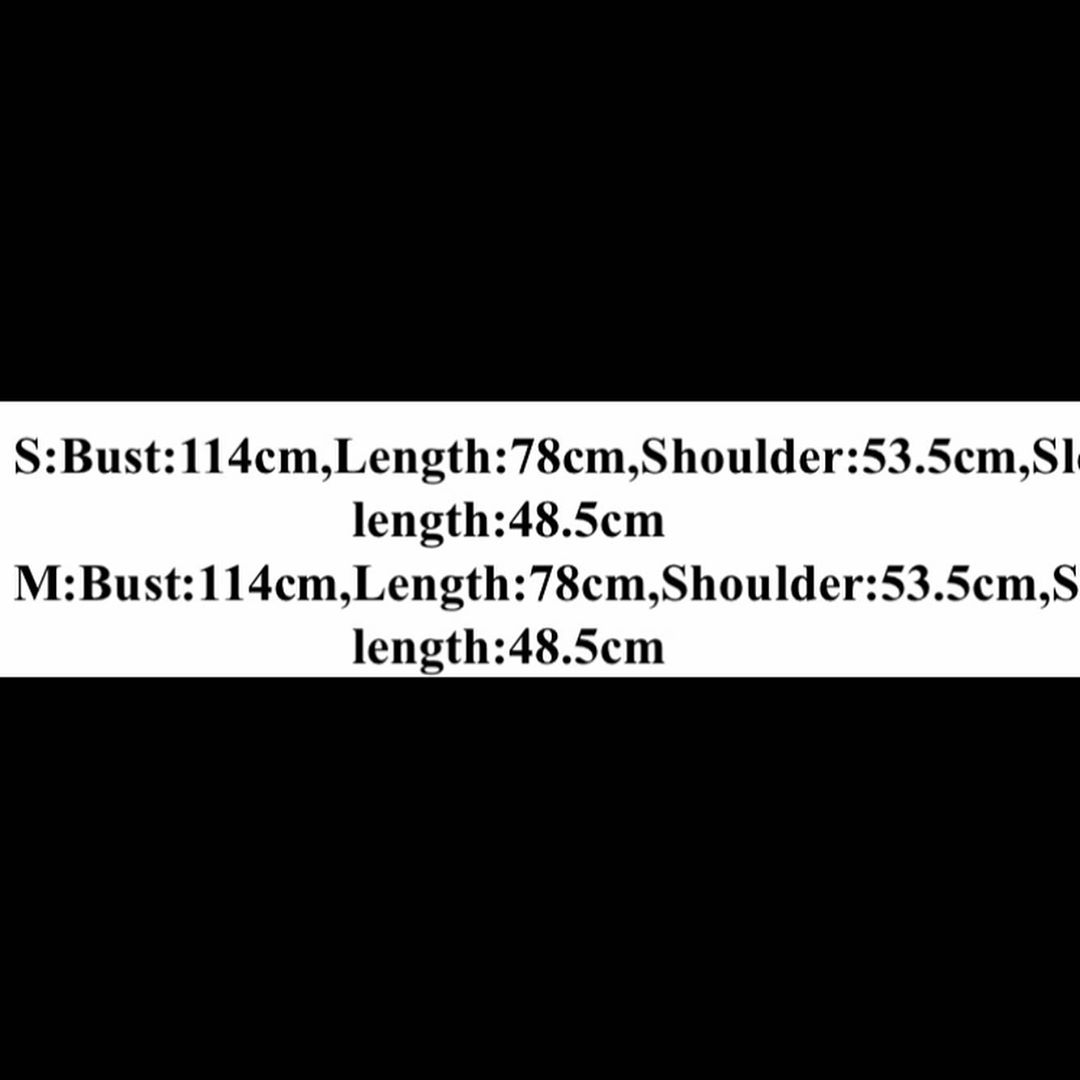 S:Bust:114cm,Length:78cm,Shoulder:53.5cm,
length:48.5cm
M:Bust:114cm,Length:78cm,Shoulder:53.5cm,
length:48.5cm